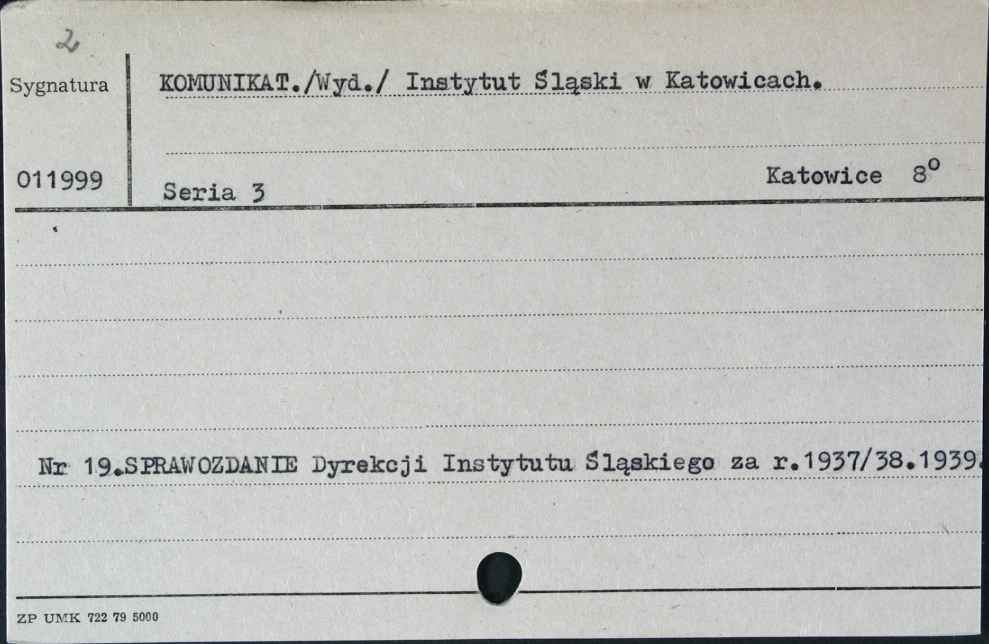 2
Sygnatura
KOMUNIKAT./Wyd./ Instytut Śląski w Katowicach.
011999
Seria 3
Katowice 8º
Nr 19.SPRAWOZDANIE Dyrekcji Instytutu Śląskiego za r.1937/38.1939.
ZP UMK 722 79 5000